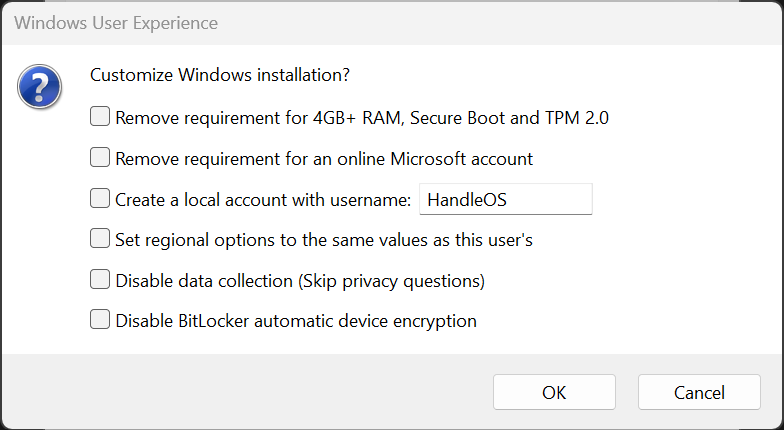 Windows User Experience
Customize Windows installation?
Remove requirement for 4GB+ RAM, Secure Boot and TPM 2.0
Remove requirement for an online Microsoft account
Create a local account with username: HandleOS
Set regional options to the same values as this user's
Disable data collection (Skip privacy questions)
Disable BitLocker automatic device encryption
OK Cancel